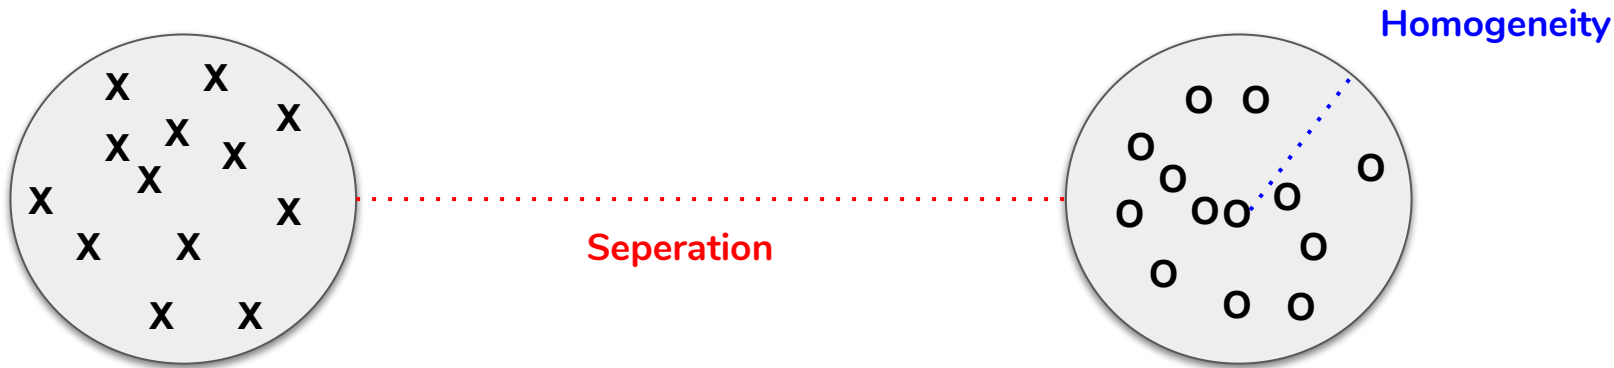 Homogeneity
X X O O
X
X X X O O
X O
X X O O O O
X X O
O
X X O O
Seperation